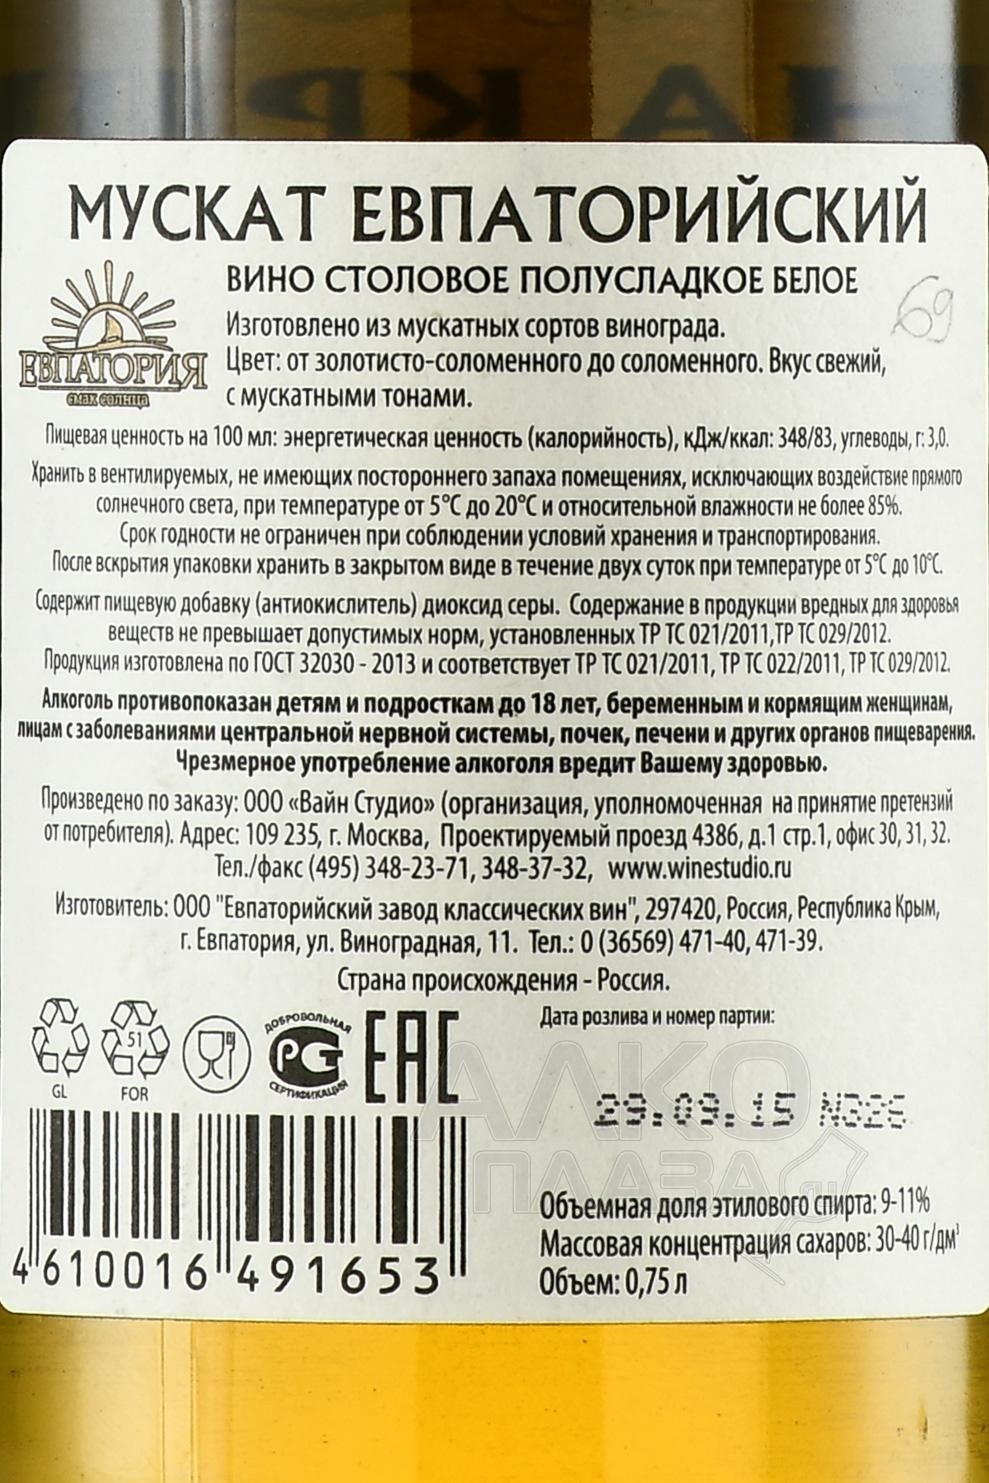 МУСКАТ ЕВПАТОРИЙСКИЙ
ВИНО СТОЛОВОЕ ПОЛУСЛАДКОЕ БЕЛОЕ
69
Изготовлено из мускатных сортов винограда.
Цвет: от золотисто-соломенного до соломенного. Вкус свежий,
с мускатными тонами.
ЕВПАТОРИЯ
смак солнца
Пищевая ценность на 100 мл: энергетическая ценность (калорийность), кДж/ккал: 348/83, углеводы, г: 3,0.
Хранить в вентилируемых, не имеющих постороннего запаха помещениях, исключающих воздействие прямого
солнечного света, при температуре от 5°С до 20°С и относительной влажности не более 85%.
Срок годности не ограничен при соблюдении условий хранения и транспортирования.
После вскрытия упаковки хранить в закрытом виде в течение двух суток при температуре от 5°С до 10°С.
Содержит пищевую добавку (антиокислитель) диоксид серы. Содержание в продукции вредных для здоровья
веществ не превышает допустимых норм, установленных ТР ТС 021/2011,ТР ТС 029/2012.
Продукция изготовлена по ГОСТ 32030 - 2013 и соответствует ТР ТС 021/2011, ТР ТС 022/2011, ТР ТС 029/2012.
Алкоголь противопоказан детям и подросткам до 18 лет, беременным и кормящим женщинам,
лицам с заболеваниями центральной нервной системы, почек, печени и других органов пищеварения.
Чрезмерное употребление алкоголя вредит Вашему здоровью.
Произведено по заказу: ООО «Вайн Студио» (организация, уполномоченная на принятие претензий
от потребителя). Адрес: 109 235, г. Москва, Проектируемый проезд 4386, д.1 стр.1, офис 30, 31, 32.
Тел./факс (495) 348-23-71, 348-37-32, www.winestudio.ru
Изготовитель: ООО "Евпаторийский завод классических вин", 297420, Россия, Республика Крым,
г. Евпатория, ул. Виноградная, 11. Тел.: 0 (36569) 471-40, 471-39.
Страна происхождения - Россия.
GL
51
FOR
ДОБРОВОЛЬНАЯ
РСТ
СЕРТИФИКАЦИЯ
ЕАС
Дата розлива и номер партии:
29.09.15 N326
АЛКО
ПЛАЗА
.ru
4 610016 491653
Объемная доля этилового спирта: 9-11%
Массовая концентрация сахаров: 30-40 г/дм³
Объем: 0,75 л